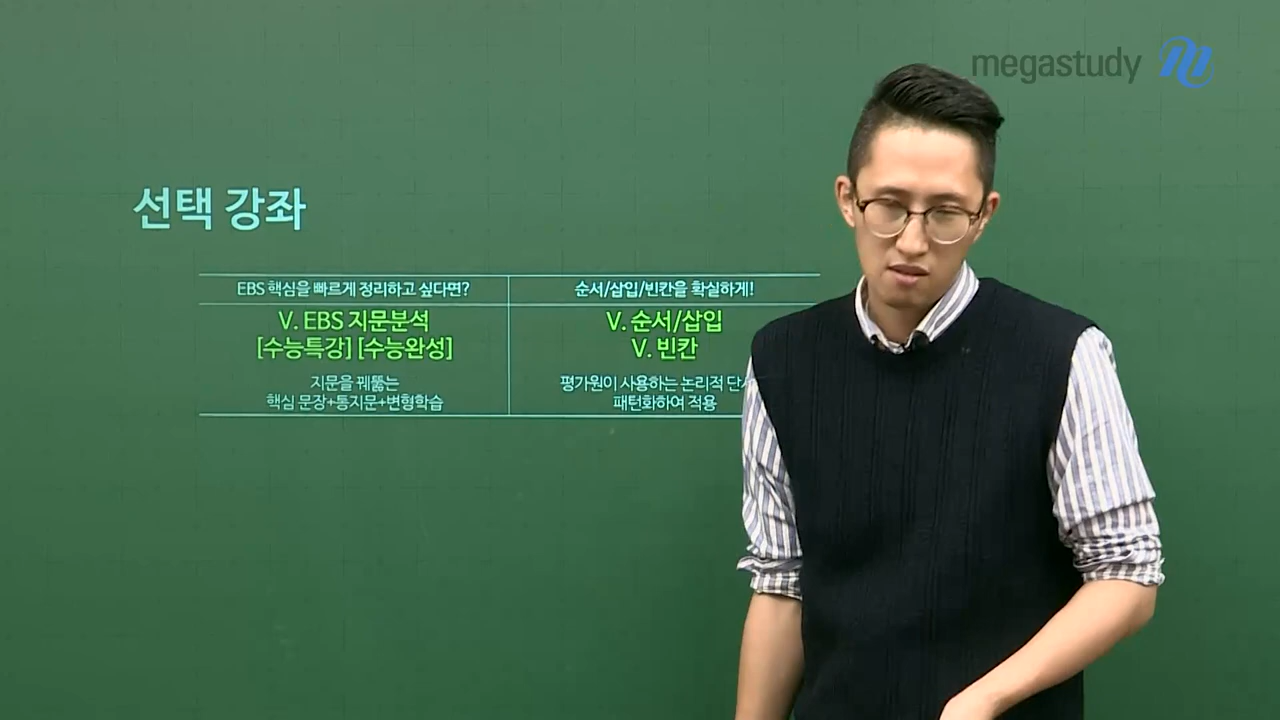 megastudy
선택 강좌
EBS 핵심을 빠르게 정리하고 싶다면?
순서/삽입/빈칸을 확실하게!
V. EBS 지문분석
[수능특강] [수능완성]
V. 순서/삽입
V. 빈칸
지문을 꿰뚫는
핵심 문장+통지문+변형학습
평가원이 사용하는 논리적
패턴화하여 적용